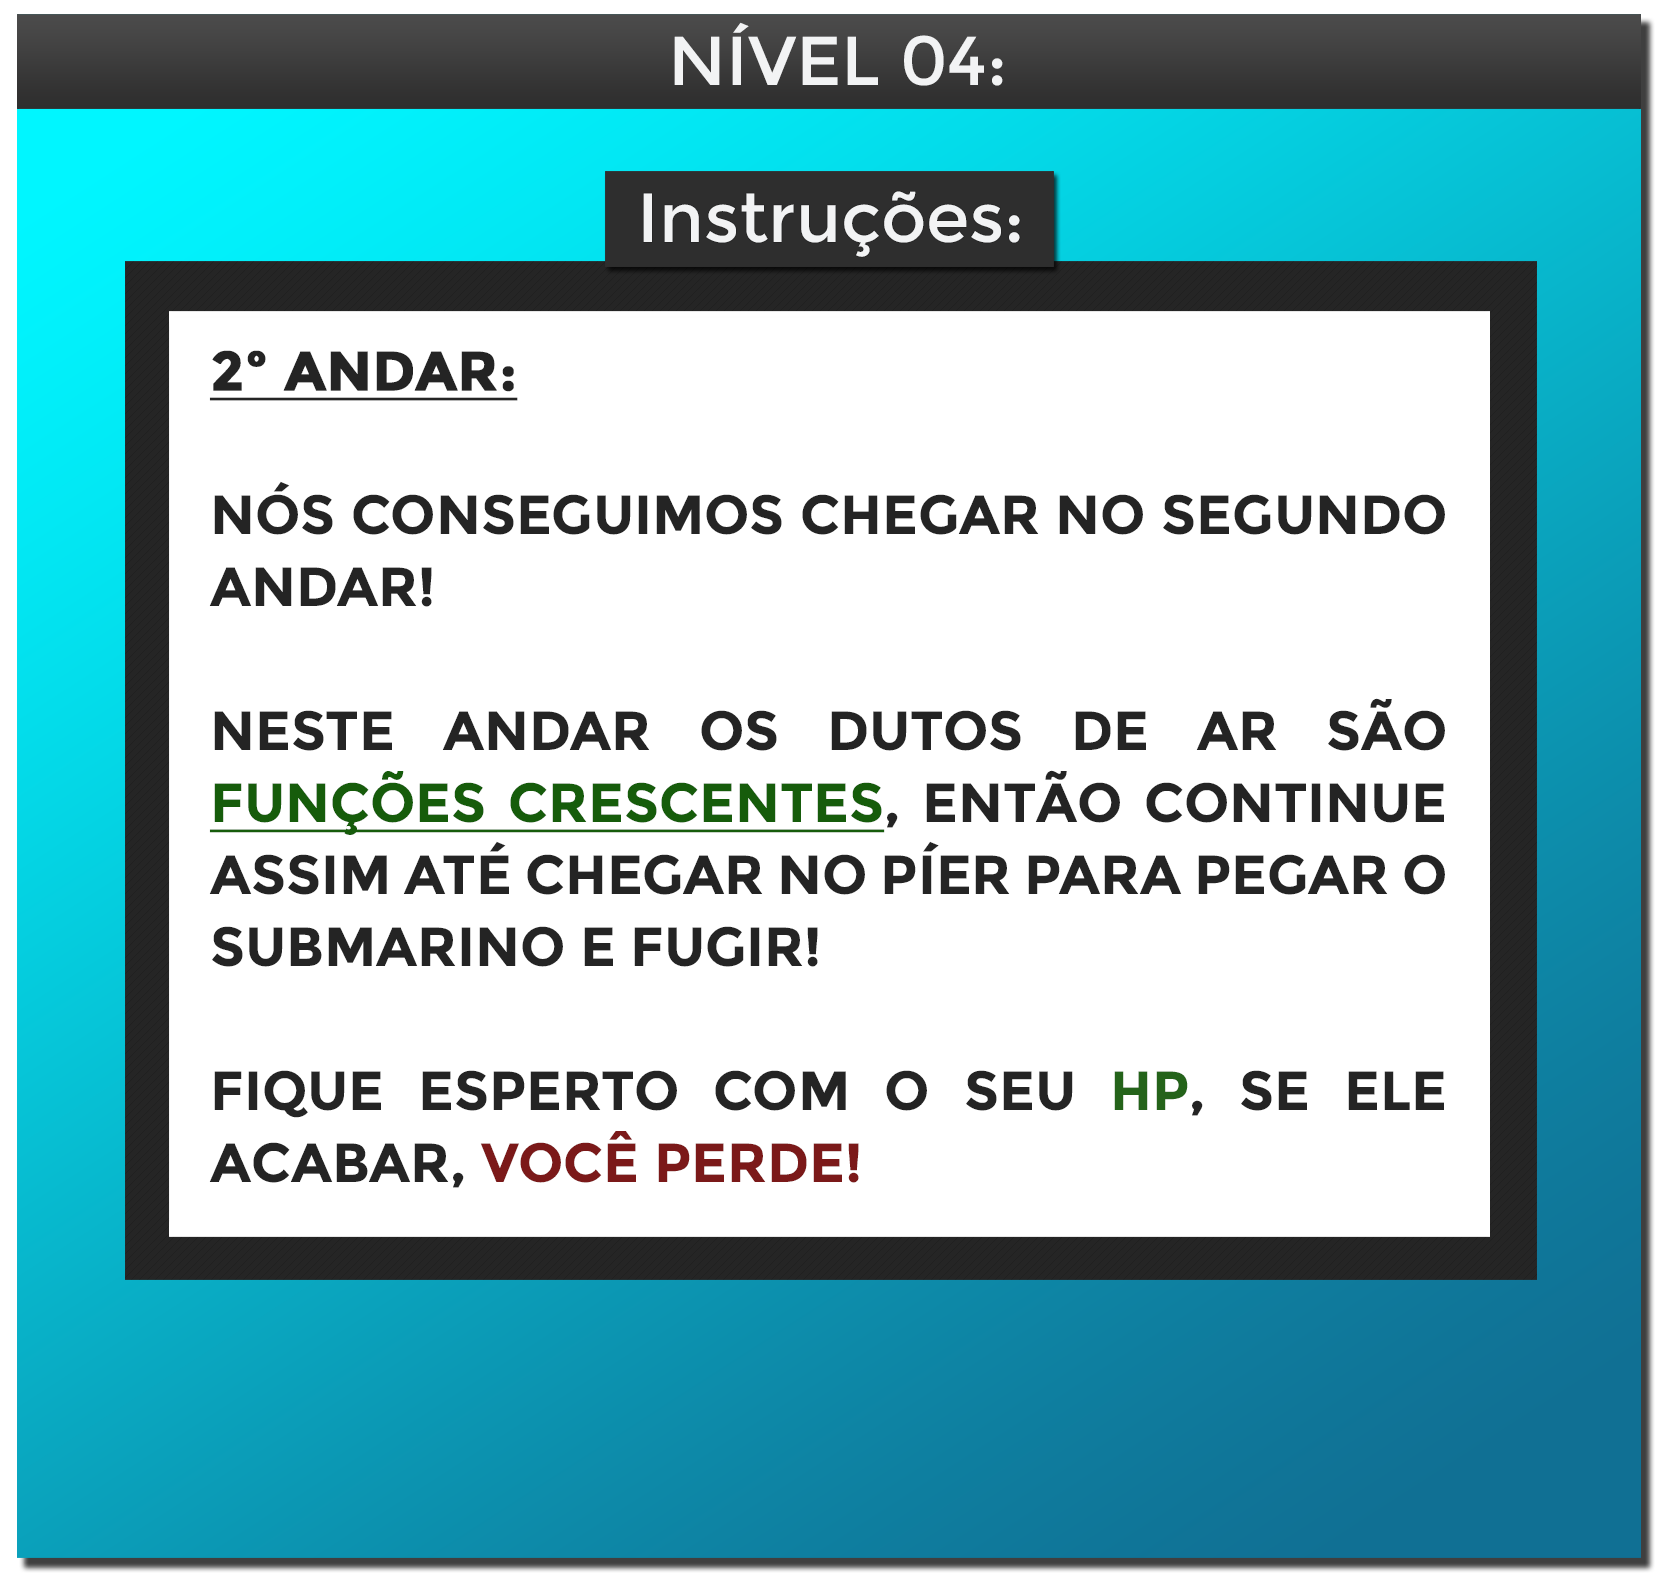 NÍVEL 04:
Instruções:
2º ANDAR:
NÓS CONSEGUIMOS CHEGAR NO SEGUNDO
ANDAR!
NESTE ANDAR OS DUTOS DE AR SÃO
FUNÇÕES CRESCENTES, ENTÃO CONTINUE
ASSIM ATÉ CHEGAR NO PÍER PARA PEGAR O
SUBMARINO E FUGIR!
FIQUE ESPERTO COM O SEU HP, SE ELE
ACABAR, VOCÊ PERDE!